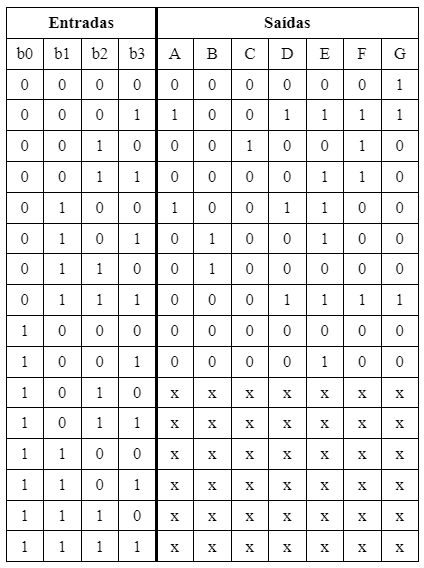 Entradas Saídas
b0 b1 b2 b3 A B C D E F G
0 0 0 0 0 0 0 0 0 0 1
0 0 0 1 1 0 0 1 1 1 1
0 0 1 0 0 0 1 0 0 1 0
0 0 1 1 0 0 0 0 1 1 0
0 1 0 0 1 0 0 1 1 0 0
0 1 0 1 0 1 0 0 1 0 0
0 1 1 0 0 1 0 0 0 0 0
0 1 1 1 0 0 0 1 1 1 1
1 0 0 0 0 0 0 0 0 0 0
1 0 0 1 0 0 0 0 1 0 0
1 0 1 0 x x x x x x x
1 0 1 1 x x x x x x x
1 1 0 0 x x x x x x x
1 1 0 1 x x x x x x x
1 1 1 0 x x x x x x x
1 1 1 1 x x x x x x x